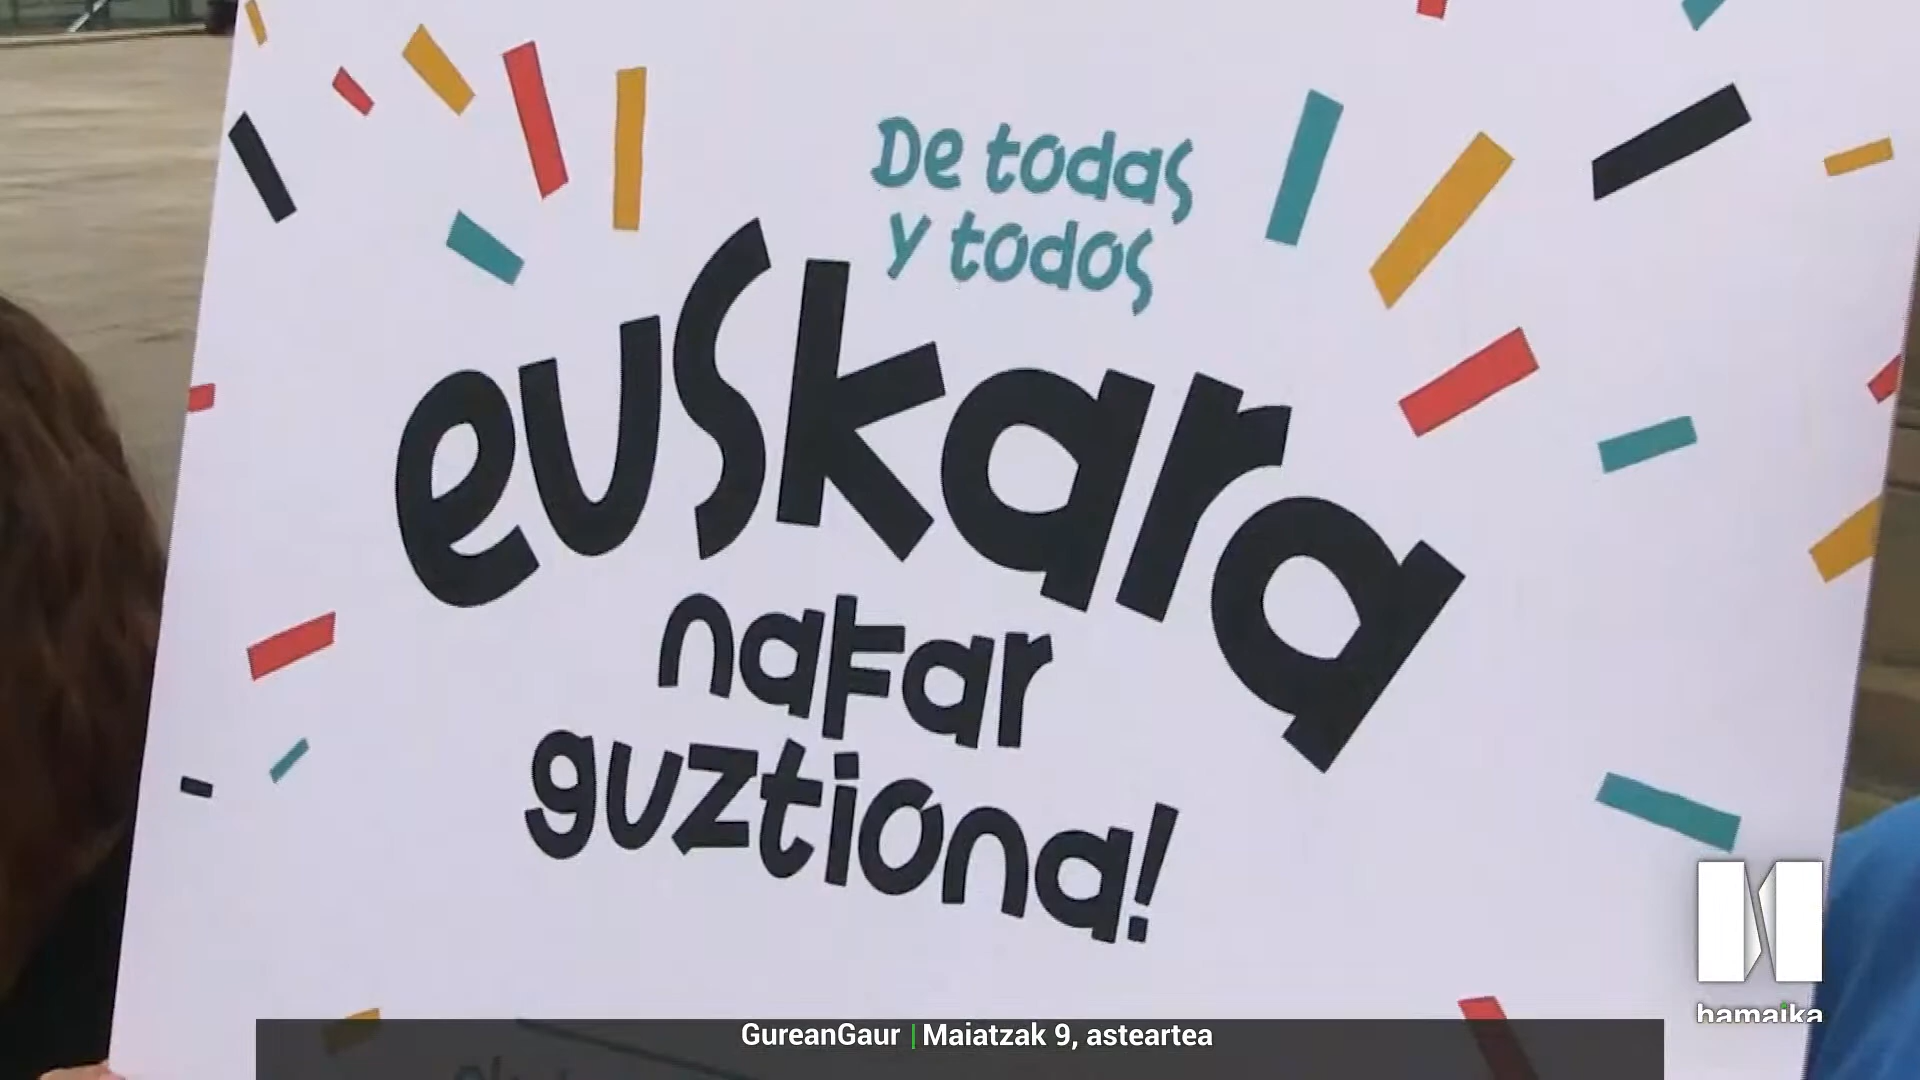 De todas
y todos
euskara
nafar
guztiona!
hamaika
GureanGaur | Maiatzak 9, asteartea